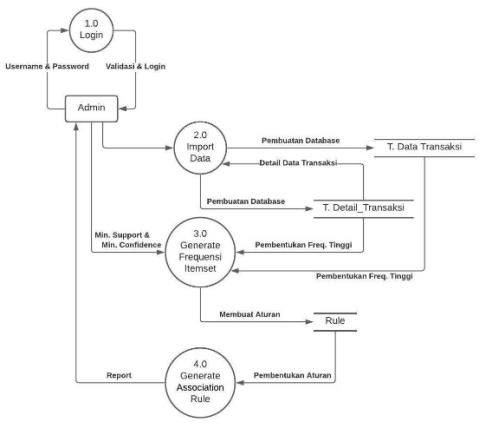 1.0
Login
Username & Password
Validasi & Login
Admin
2.0
Import
Data
Pembuatan Database
T. Data Transaksi
Detail Data Transaksi
Pembuatan Database
T. Detail_Transaksi
Min. Support &
Min. Confidence
3.0
Generate
Frequensi
Itemset
Pembentukan Freq. Tinggi
Pembentukan Freq. Tinggi
Membuat Aturan
Rule
4.0
Generate
Association
Rule
Report
Pembentukan Aturan